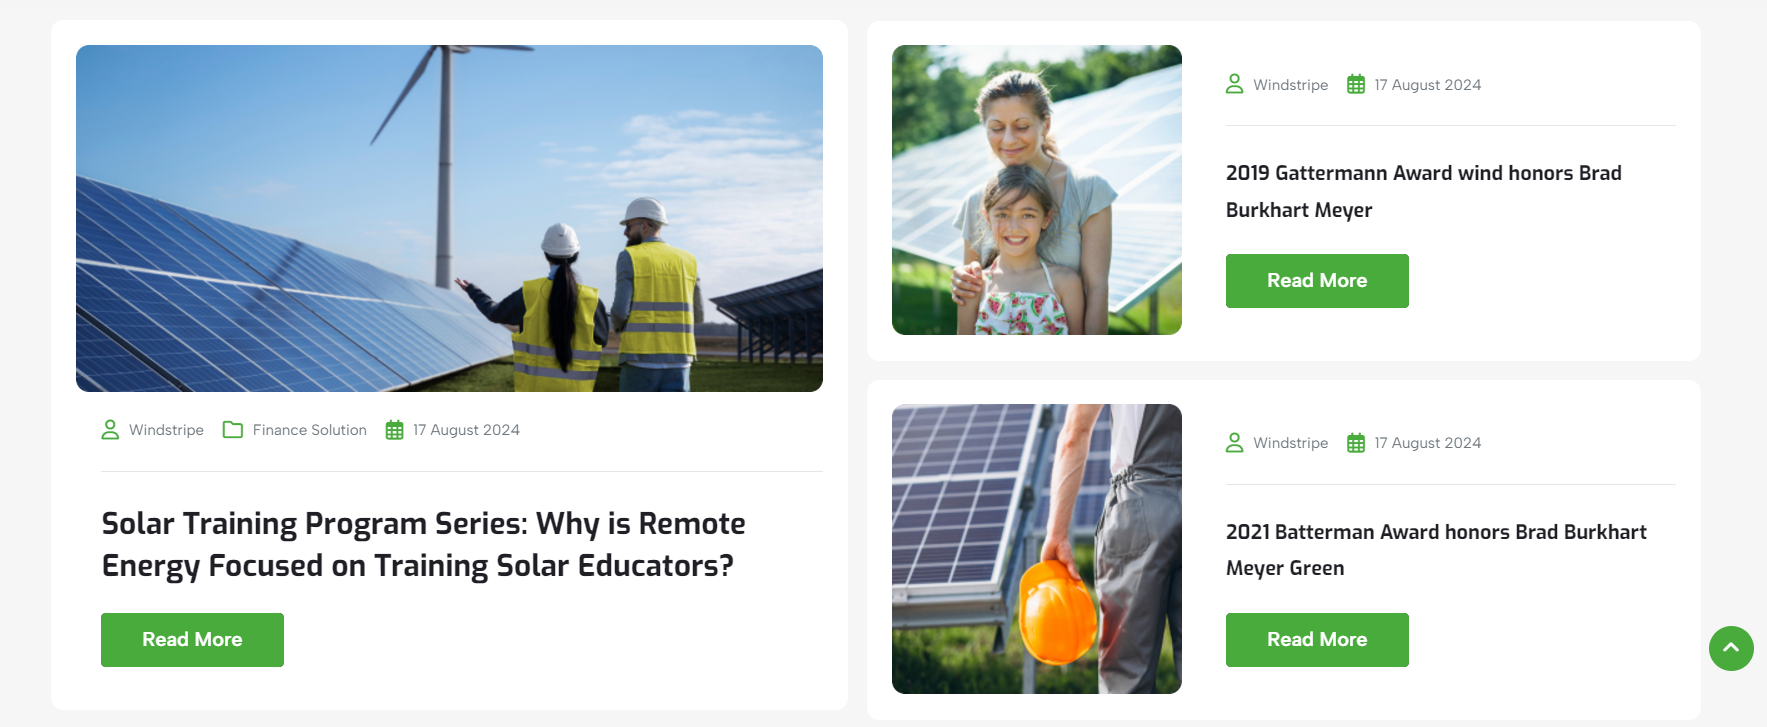 Windstripe Finance Solution 17 August 2024
Solar Training Program Series: Why is Remote
Energy Focused on Training Solar Educators?
Read More
Windstripe 17 August 2024
2019 Gattermann Award wind honors Brad
Burkhart Meyer
Read More
Windstripe 17 August 2024
2021 Batterman Award honors Brad Burkhart
Meyer Green
Read More